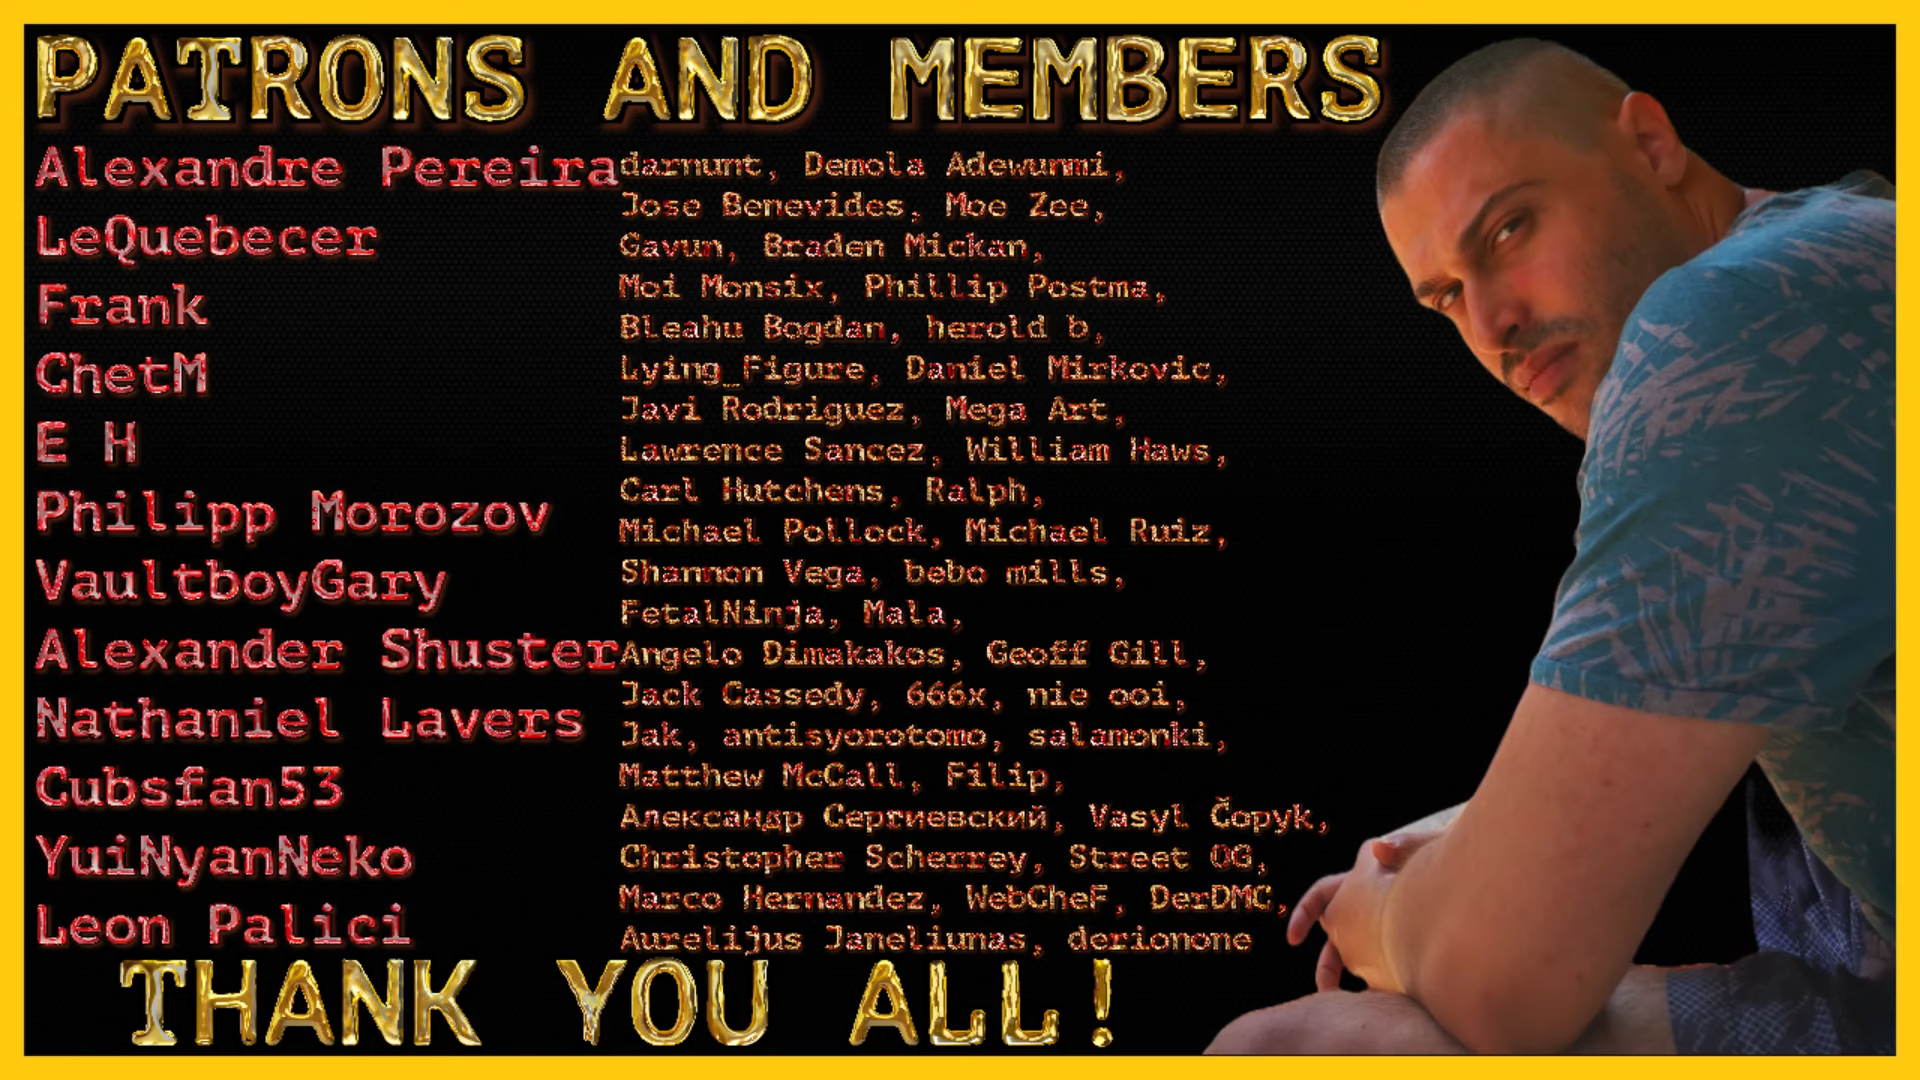 PATRONS AND MEMBERS
Alexandre Pereira
LeQuebecer
Frank
ChetM
E H
Philipp Morozov
VaultboyGary
Alexander Shuster
Nathaniel Lavers
Cubsfan53
YuiNyanNeko
Leon Palici
darnunt, Demola Adewunmi,
Jose Benevides, Moe Zee,
Gavun, Braden Mickan,
Moi Monsix, Phillip Postma,
Bleahu Bogdan, herold b,
Lying_Figure, Daniel Mirkovic,
Javi Rodriguez, Mega Art,
Lawrence Sancez, William Haws,
Carl Hutchens, Ralph,
Michael Pollock, Michael Ruiz,
Shannon Vega, bebo mills,
FetalNinja, Mala,
Angelo Dimakakos, Geoff Gill,
Jack Cassedy, 666x, nie ooi,
Jak, antisyorotomo, salamonki,
Matthew McCall, Filip,
Александр Сергиевский, Vasyl Čopyk,
Christopher Scherrey, Street OG,
Marco Hernandez, WebCheF, DerDMC,
Aurelijus Janeliunas, derionone
THANK YOU ALL!